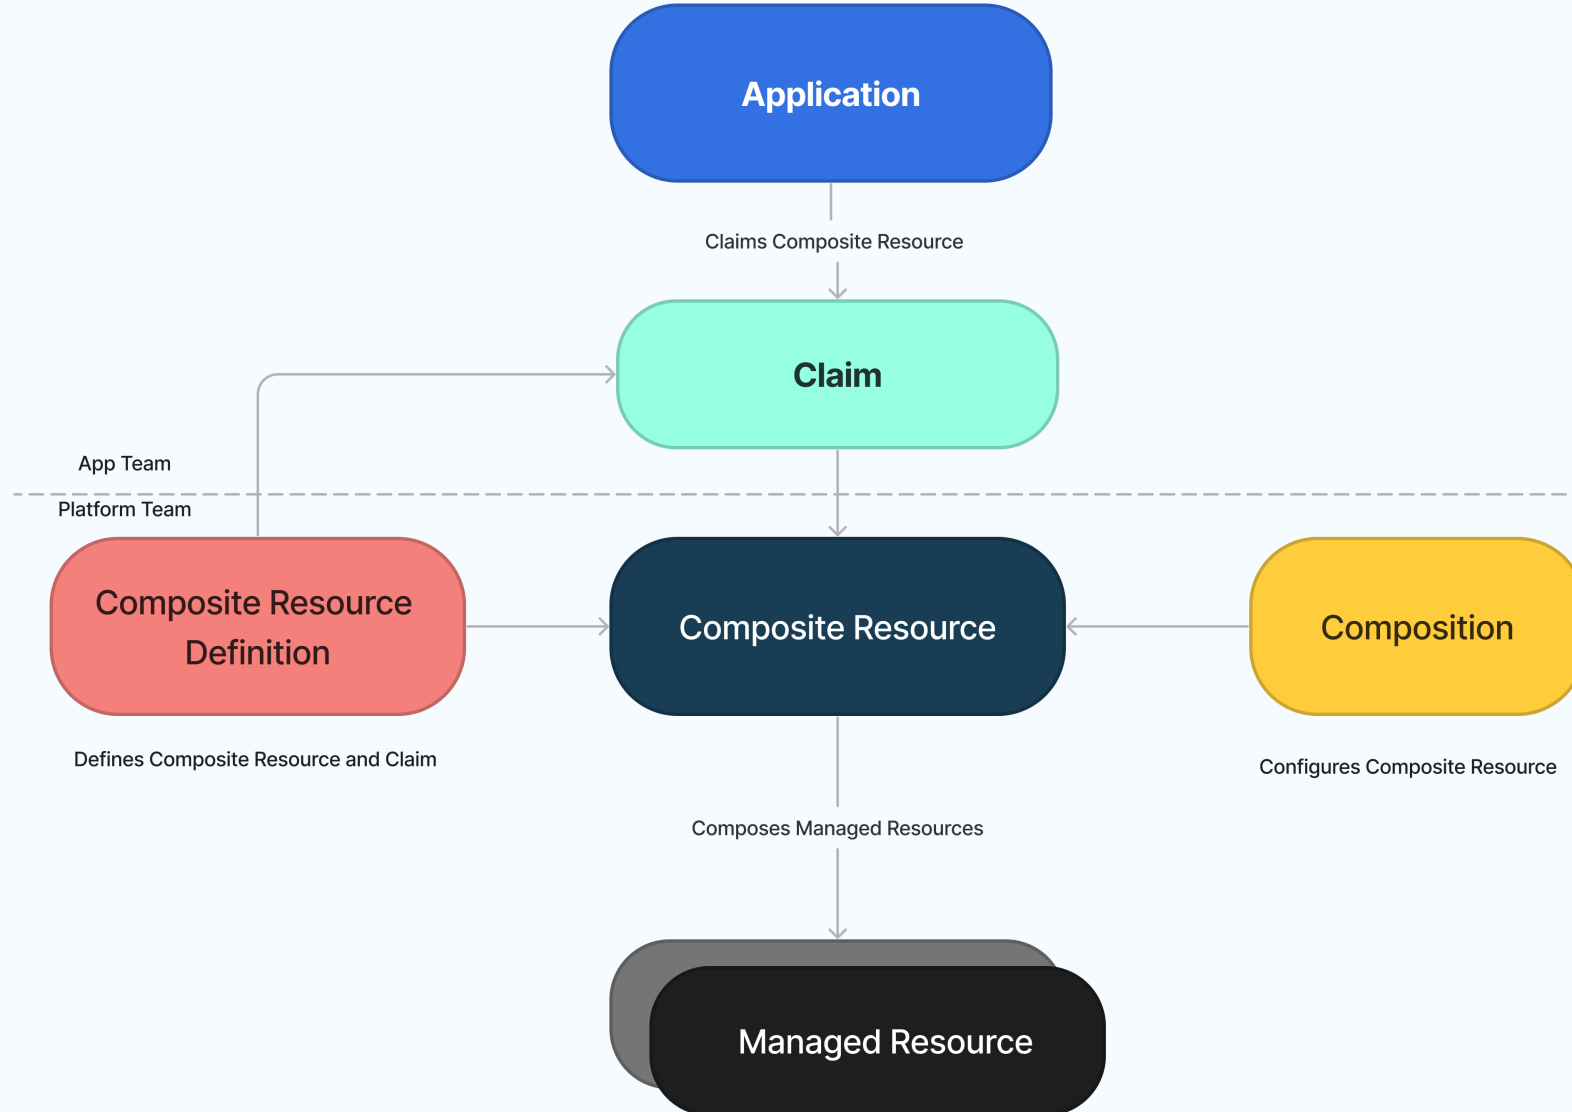 Application
Claims Composite Resource
Claim
App Team
Platform Team
Composite Resource
Definition
Composite Resource
Composition
Defines Composite Resource and Claim
Configures Composite Resource
Composes Managed Resources
Managed Resource